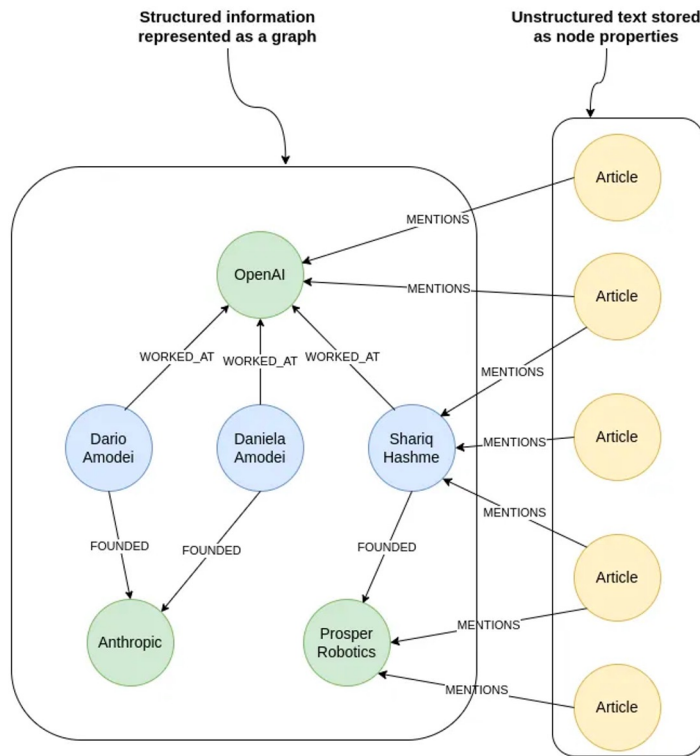 Structured information
represented as a graph
Unstructured text stored
as node properties
Article
MENTIONS
OpenAI
MENTIONS
Article
WORKED_AT
WORKED_AT
WORKED_AT
MENTIONS
Dario
Amodei
Daniela
Amodei
Shariq
Hashme
MENTIONS
Article
MENTIONS
FOUNDED
FOUNDED
FOUNDED
Article
MENTIONS
Anthropic
Prosper
Robotics
MENTIONS
Article